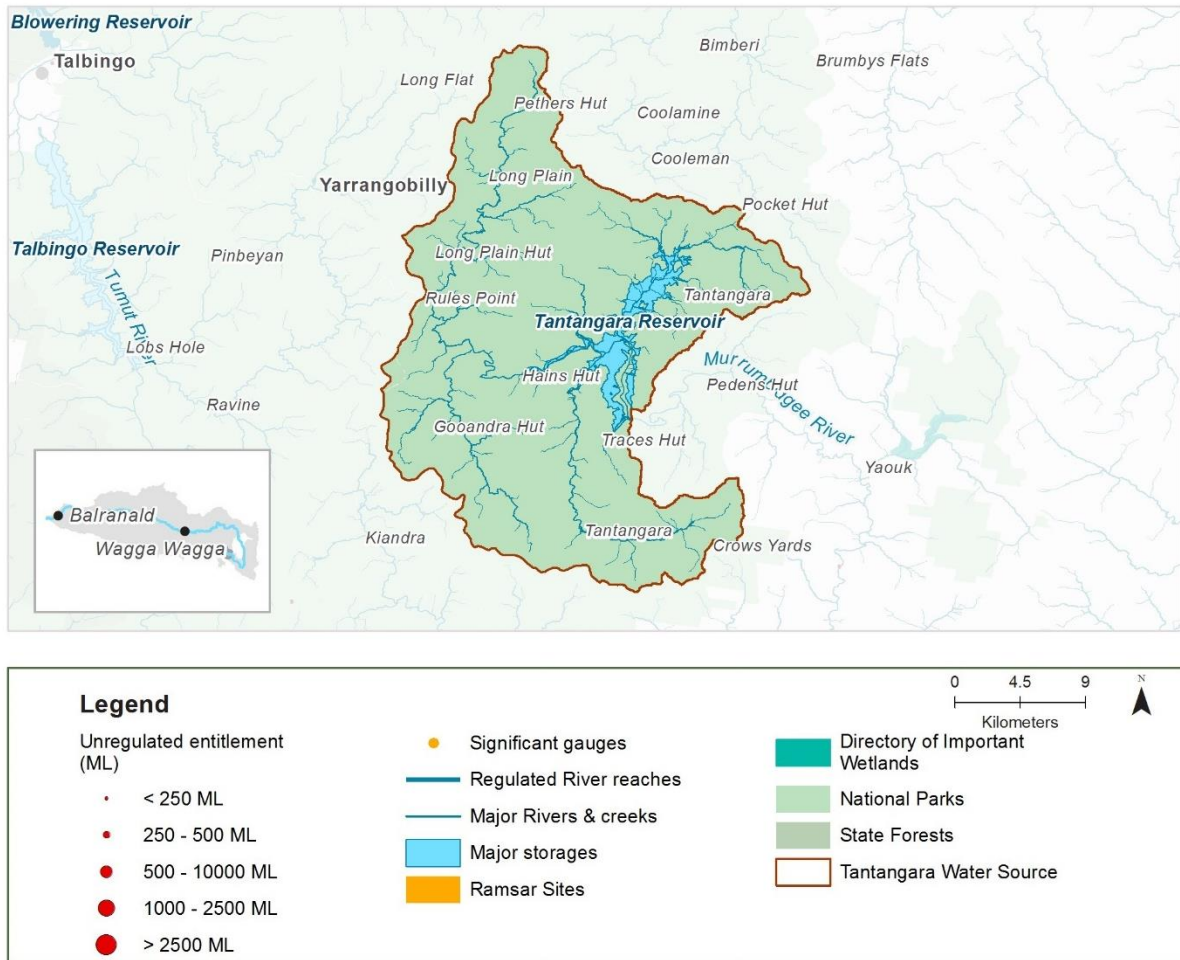 Blowering Reservoir
Talbingo
Bimberi
Brumbys Flats
Long Flat
Pethers Hut
Coolamine
Cooleman
Long Plain
Yarrangobilly
Pocket Hut
Talbingo Reservoir
Pinbeyan
Long Plain Hut
Tumut River
Rules Point
Tantangara
Tantangara Reservoir
Lobs Hole
Murrumbidgee River
Hains Hut
Pedens Hut
Ravine
Gooandra Hut
Traces Hut
Yaouk
Balranald
Wagga Wagga
Kiandra
Tantangara
Crows Yards
Legend
Unregulated entitlement
(ML)
< 250 ML
250 - 500 ML
500 - 10000 ML
1000 - 2500 ML
> 2500 ML
Significant gauges
Regulated River reaches
Major Rivers & creeks
Major storages
Ramsar Sites
0 4.5 9
Kilometers
N
Directory of Important
Wetlands
National Parks
State Forests
Tantangara Water Source